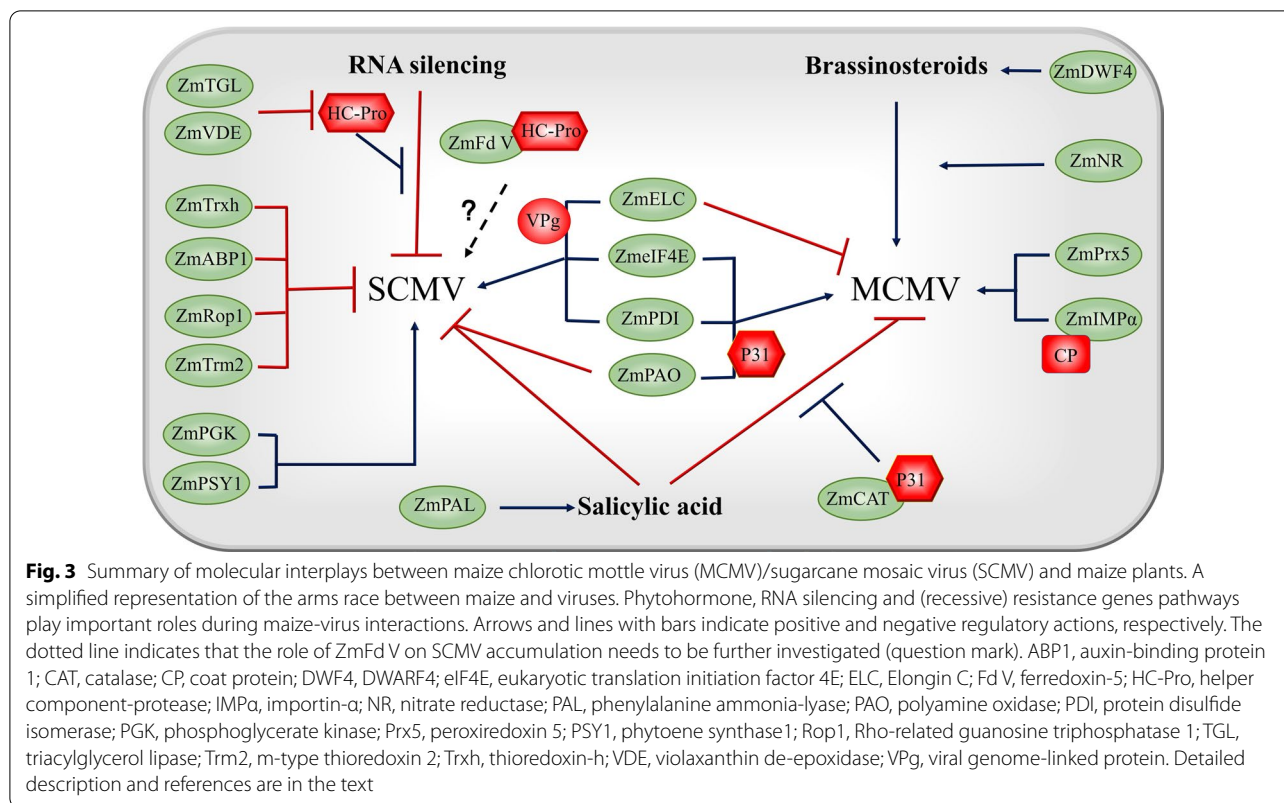 RNA silencing
Brassinosteroids
ZmTGL
ZmVDE
HC-Pro
ZmFd V
HC-Pro
ZmDWF4
ZmNR
ZmTrxh
ZmABP1
ZmRop1
ZmTrm2
?
VPg
ZmELC
ZmeIF4E
ZmPDI
ZmPAO
SCMV
MCMV
P31
ZmPrx5
ZmIMPα
CP
ZmPGK
ZmPSY1
ZmPAL
Salicylic acid
ZmCAT
P31
Fig. 3 Summary of molecular interplays between maize chlorotic mottle virus (MCMV)/sugarcane mosaic virus (SCMV) and maize plants. A
simplified representation of the arms race between maize and viruses. Phytohormone, RNA silencing and (recessive) resistance genes pathways
play important roles during maize-virus interactions. Arrows and lines with bars indicate positive and negative regulatory actions, respectively. The
dotted line indicates that the role of ZmFd V on SCMV accumulation needs to be further investigated (question mark). ABP1, auxin-binding protein
1; CAT, catalase; CP, coat protein; DWF4, DWARF4; eIF4E, eukaryotic translation initiation factor 4E; ELC, Elongin C; Fd V, ferredoxin-5; HC-Pro, helper
component-protease; IMPα, importin-α; NR, nitrate reductase; PAL, phenylalanine ammonia-lyase; PAO, polyamine oxidase; PDI, protein disulfide
isomerase; PGK, phosphoglycerate kinase; Prx5, peroxiredoxin 5; PSY1, phytoene synthase1; Rop1, Rho-related guanosine triphosphatase 1; TGL,
triacylglycerol lipase; Trm2, m-type thioredoxin 2; Trxh, thioredoxin-h; VDE, violaxanthin de-epoxidase; VPg, viral genome-linked protein. Detailed
description and references are in the text